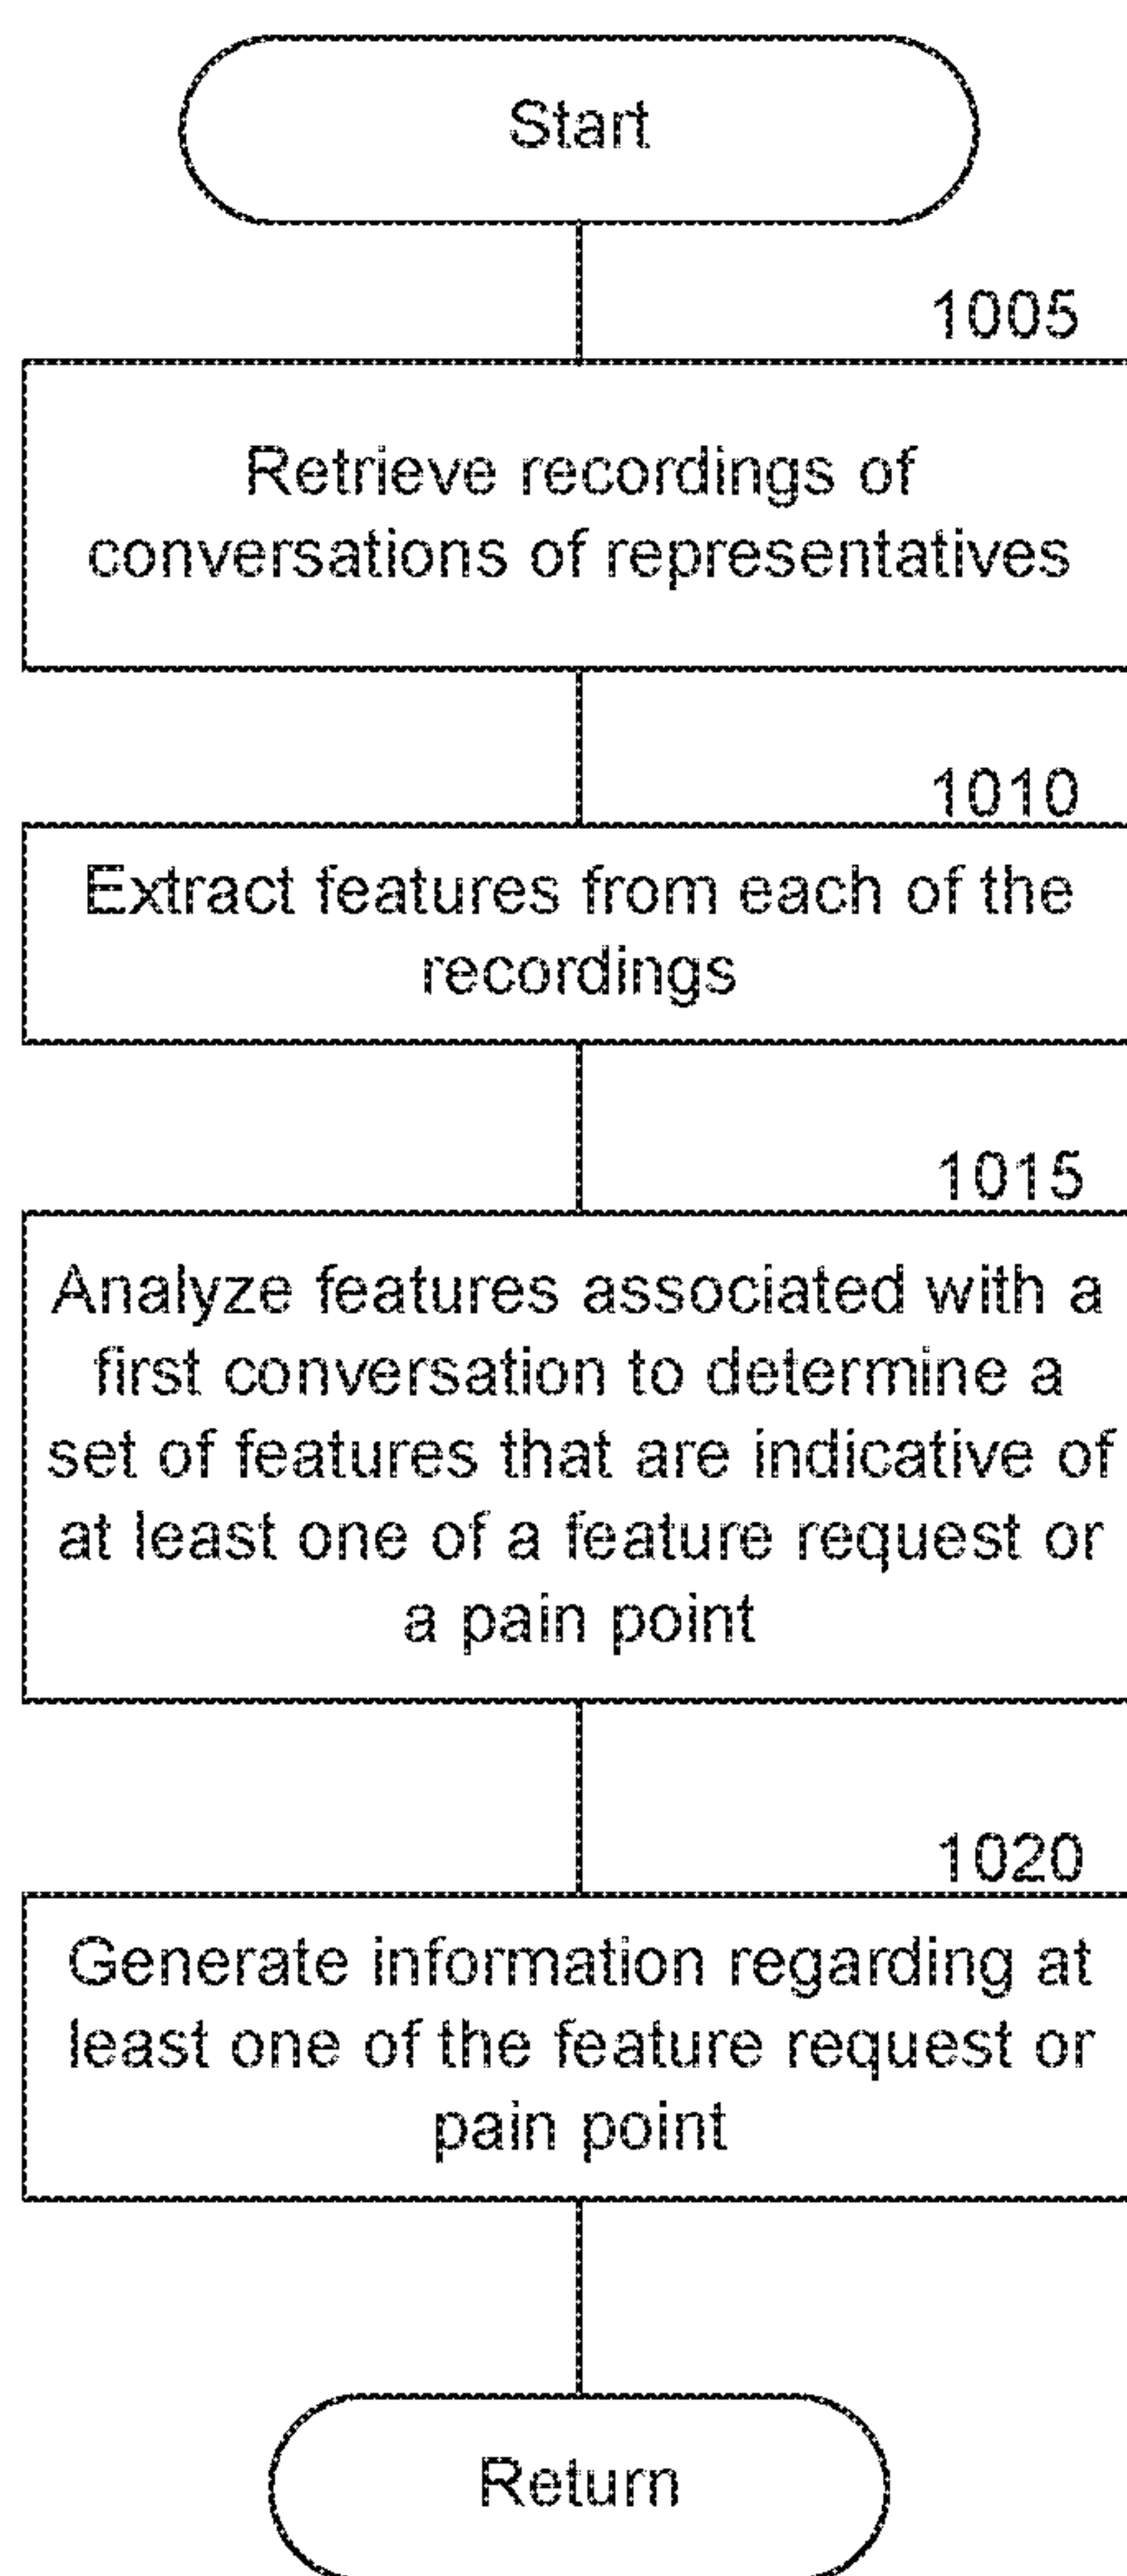 Start
1005
Retrieve recordings of
conversations of representatives
1010
Extract features from each of the
recordings
1015
Analyze features associated with a
first conversation to determine a
set of features that are indicative of
at least one of a feature request or
a pain point
1020
Generate information regarding at
least one of the feature request or
pain point
Return